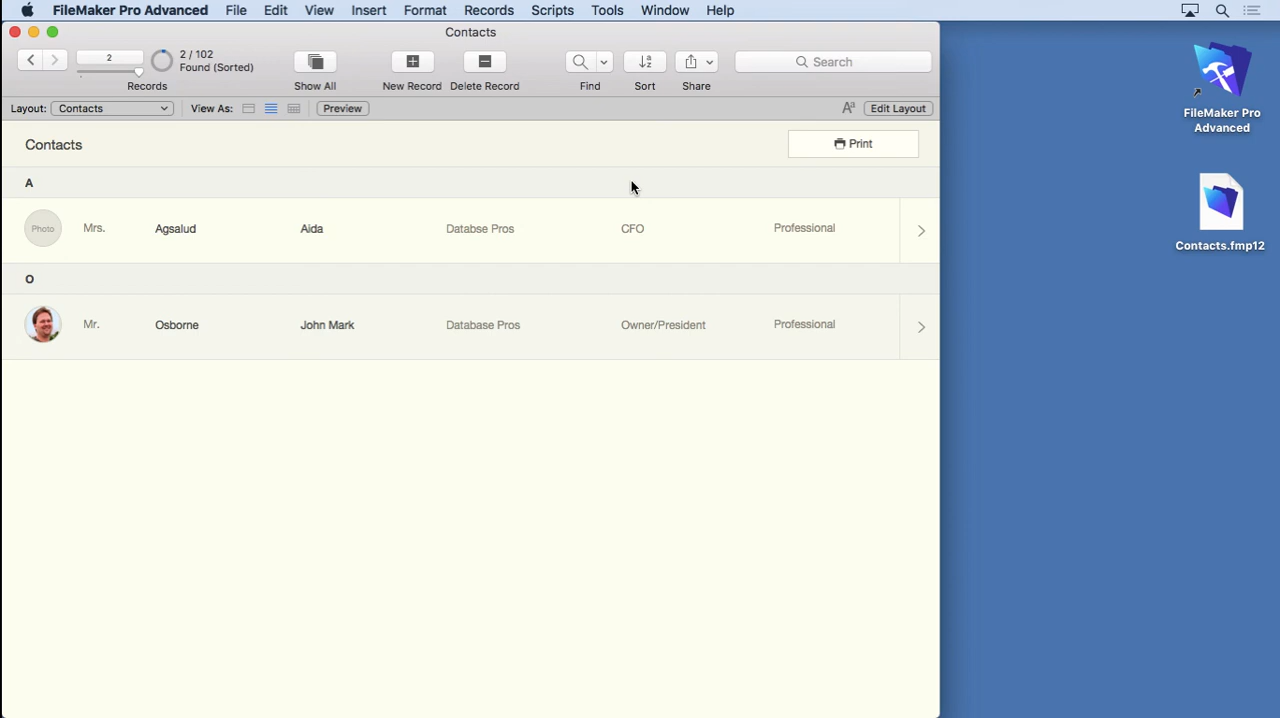 FileMaker Pro Advanced File Edit View Insert Format Records Scripts Tools Window Help
Contacts
2
2 / 102
Found (Sorted)
Records
Show All
New Record
Delete Record
Find
Sort
Share
Search
Layout: Contacts View As: Preview Aa Edit Layout
Contacts
Print
A
Photo Mrs. Agsalud Aida Databse Pros CFO Professional
O
Mr. Osborne John Mark Database Pros Owner/President Professional
FileMaker Pro
Advanced
Contacts.fmp12